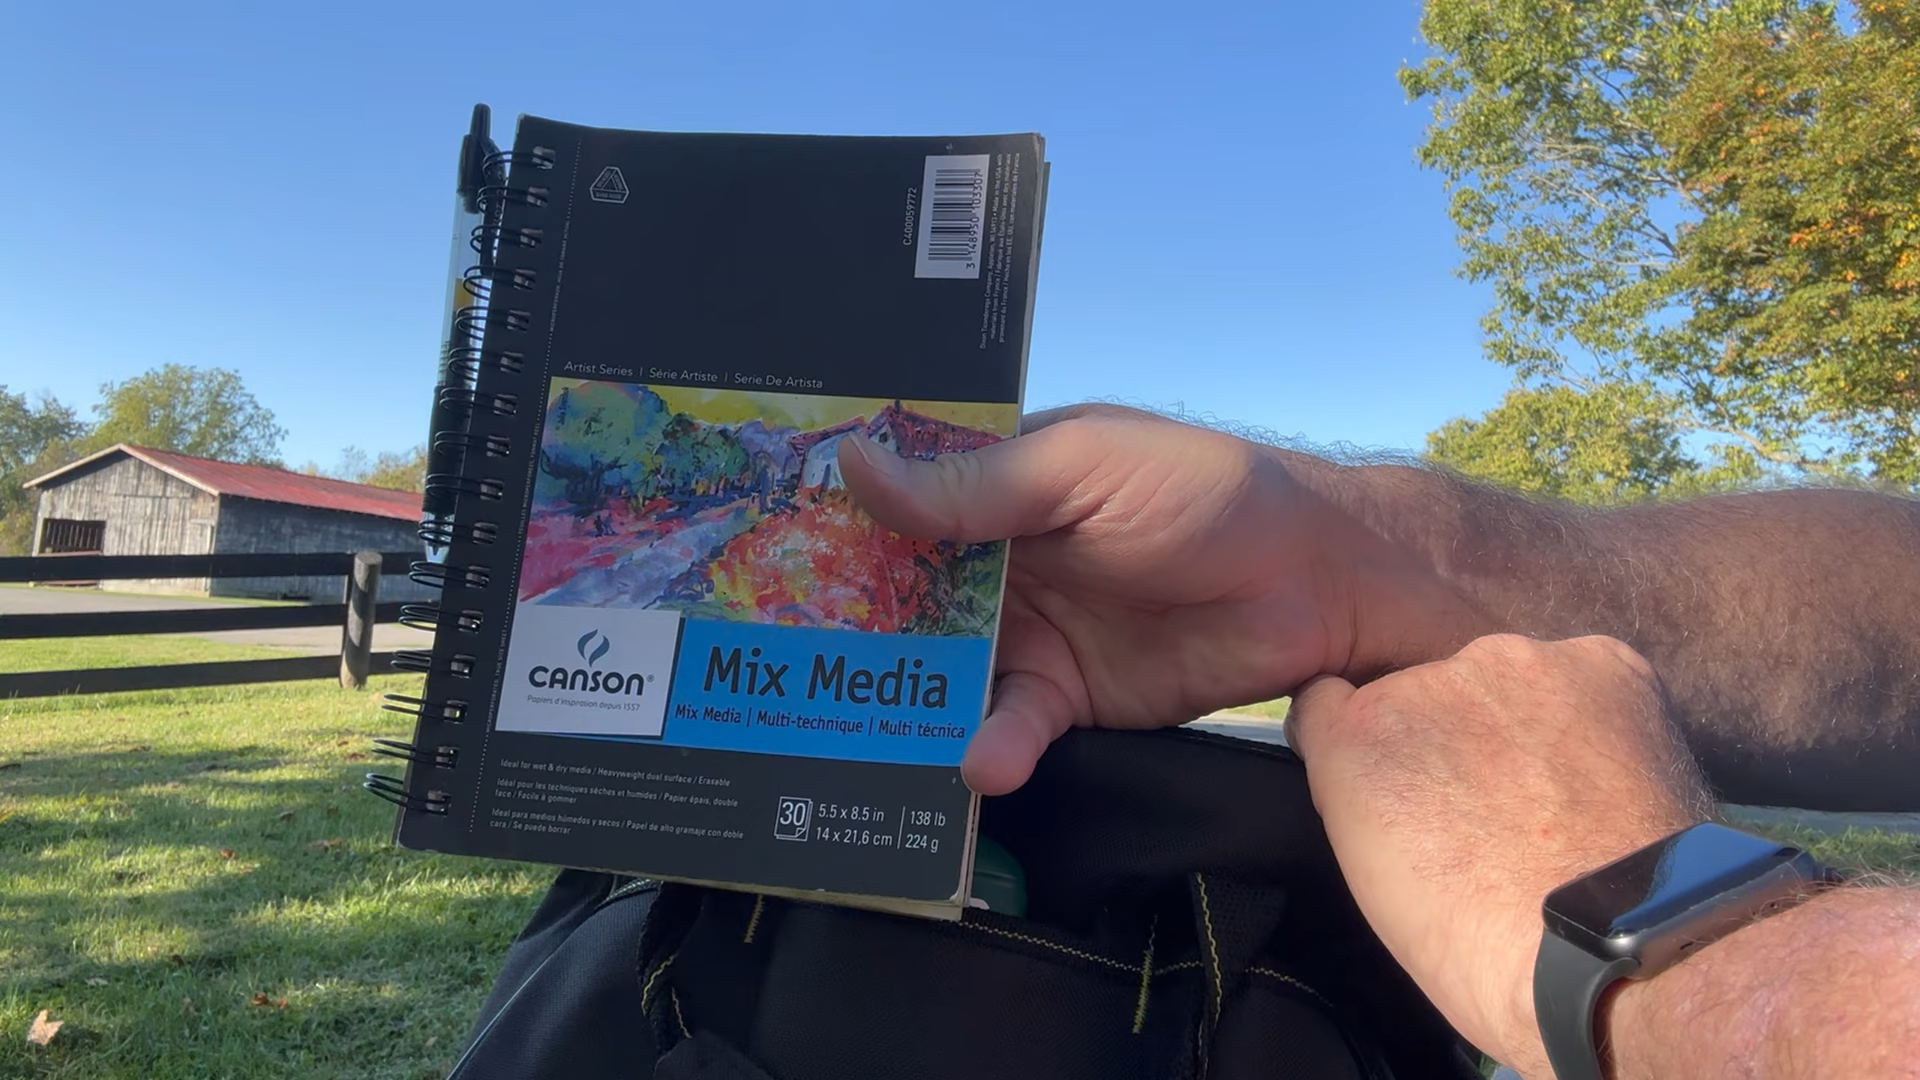 C400059772
3 148950 103307
Artist Series | Série Artiste | Serie De Artista
CANSON®
Papiers d'inspiration depuis 1557
Mix Media
Mix Media | Multi-technique | Multi técnica
Ideal for wet & dry media / Heavyweight dual surface / Erasable
Idéal pour les techniques sèches et humides / Papier épais, double
face / Facile à gommer
Ideal para medios húmedos y secos / Papel de alto gramaje con doble
cara / Se puede borrar
30
5.5 x 8.5 in
14 x 21,6 cm
138 lb
224 g